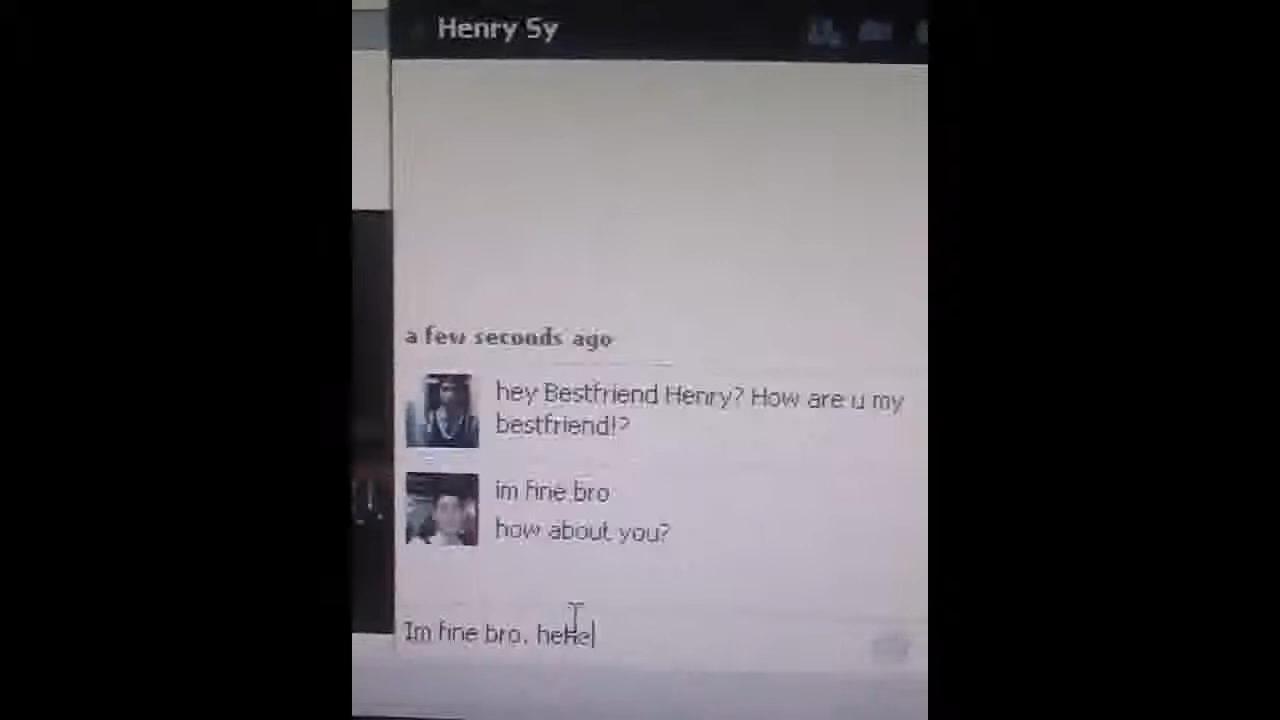 Henry Sy
a few seconds ago
hey Bestfriend Henry? How are u my
bestfriend!?
im fine bro
how about you?
Im fine bro. hehe